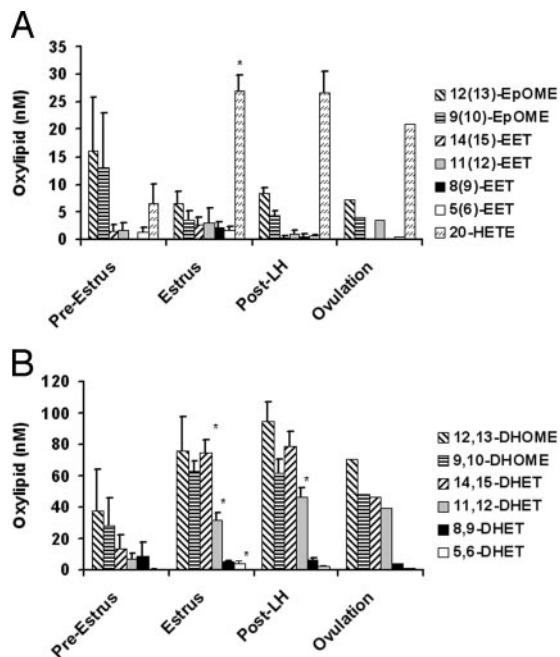 A
35
30
25
20
15
10
5
0
Oxylipid (nM)
*
Pre-Estrus
Estrus
Post-LH
Ovulation
12(13)-EpOME
9(10)-EpOME
14(15)-EET
11(12)-EET
8(9)-EET
5(6)-EET
20-HETE
B
120
100
80
60
40
20
0
Oxylipid (nM)
*
*
*
*
Pre-Estrus
Estrus
Post-LH
Ovulation
12,13-DHOME
9,10-DHOME
14,15-DHET
11,12-DHET
8,9-DHET
5,6-DHET